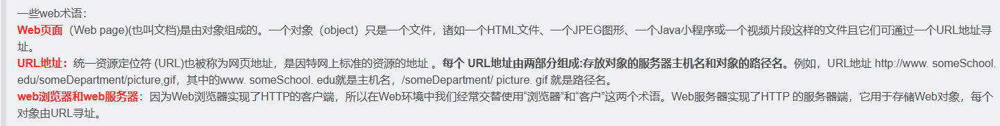 一些web术语：
Web页面（Web page)(也叫文档)是由对象组成的。一个对象（object）只是一个文件，诸如一个HTML文件、一个JPEG图形、一个Java小程序或一个视频片段这样的文件且它们可通过一个URL地址寻
址。
URL地址：统一资源定位符 (URL)也被称为网页地址，是因特网上标准的资源的地址 。每个 URL地址由两部分组成:存放对象的服务器主机名和对象的路径名。例如，URL地址 http://www. someSchool.
edu/someDepartment/picture,gif，其中的www. someSchool. edu就是主机名，/someDepartment/ picture. gif 就是路径名。
web浏览器和web服务器：因为Web浏览器实现了HTTP的客户端，所以在Web环境中我们经常交替使用“浏览器”和“客户”这两个术语。Web服务器实现了HTTP 的服务器端，它用于存储Web对象，每个
对象由URL寻址。